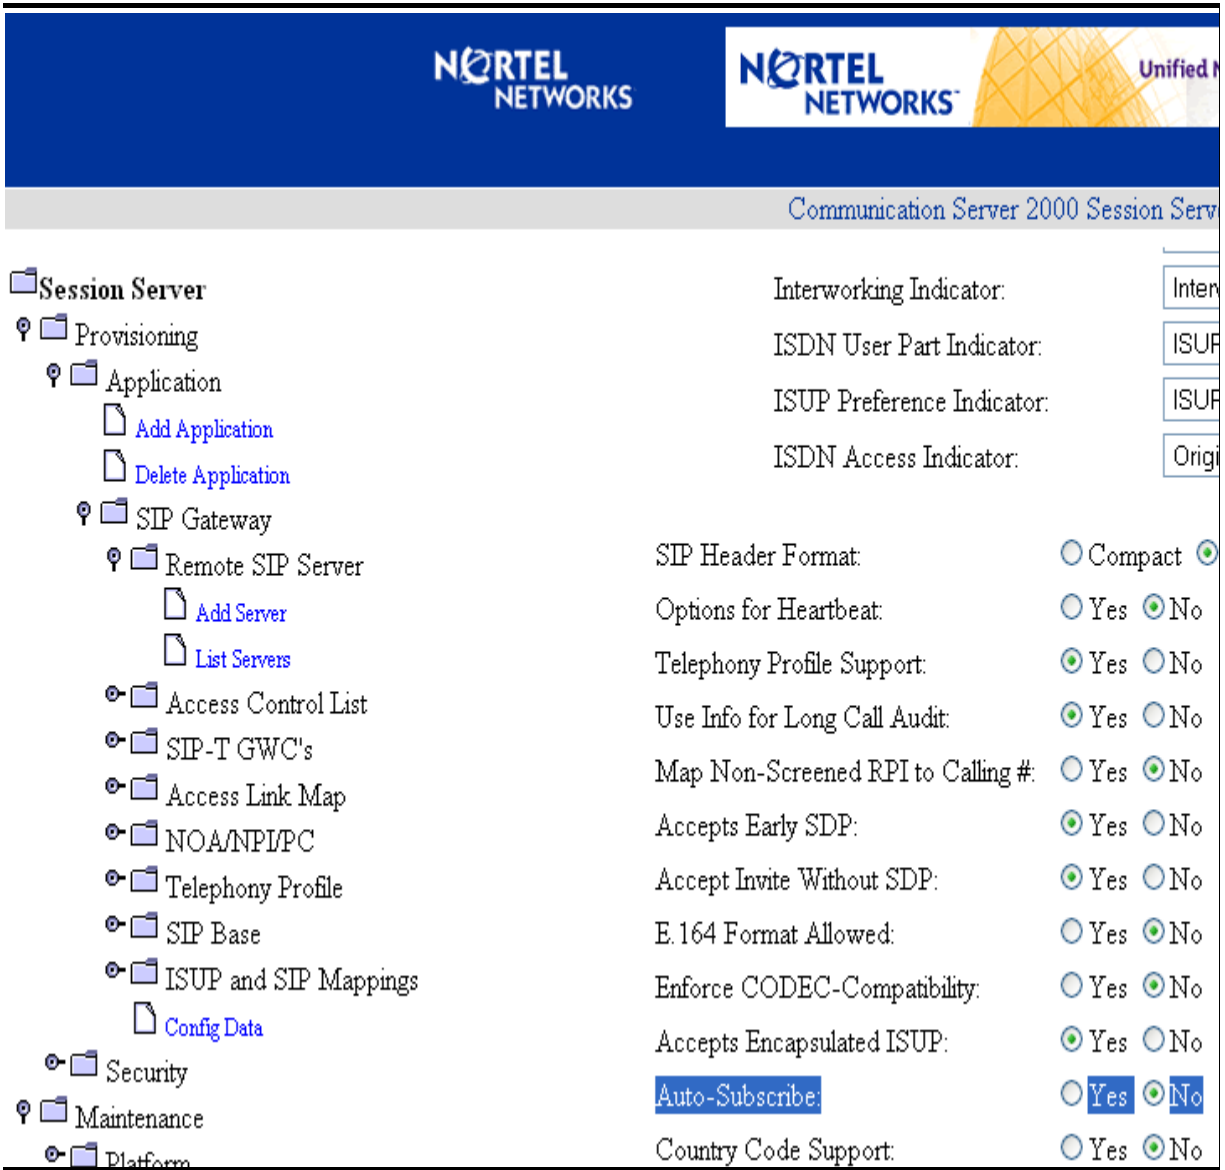 NORTEL
NETWORKS
NORTEL
NETWORKS
Unified
Communication Server 2000 Session
Session Server
Provisioning
Application
Add Application
Delete Application
SIP Gateway
Remote SIP Server
Add Server
List Servers
Access Control List
SIP-T GWC's
Access Link Map
NOA/NPI/PC
Telephony Profile
SIP Base
ISUP and SIP Mappings
Config Data
Security
Maintenance
Platform
Interworking Indicator:
ISDN User Part Indicator:
ISUP Preference Indicator:
ISDN Access Indicator:
SIP Header Format: Compact
Options for Heartbeat: Yes No
Telephony Profile Support: Yes No
Use Info for Long Call Audit: Yes No
Map Non-Screened RPI to Calling #: Yes No
Accepts Early SDP: Yes No
Accept Invite Without SDP: Yes No
E.164 Format Allowed: Yes No
Enforce CODEC-Compatibility: Yes No
Accepts Encapsulated ISUP: Yes No
Auto-Subscribe: Yes No
Country Code Support: Yes No